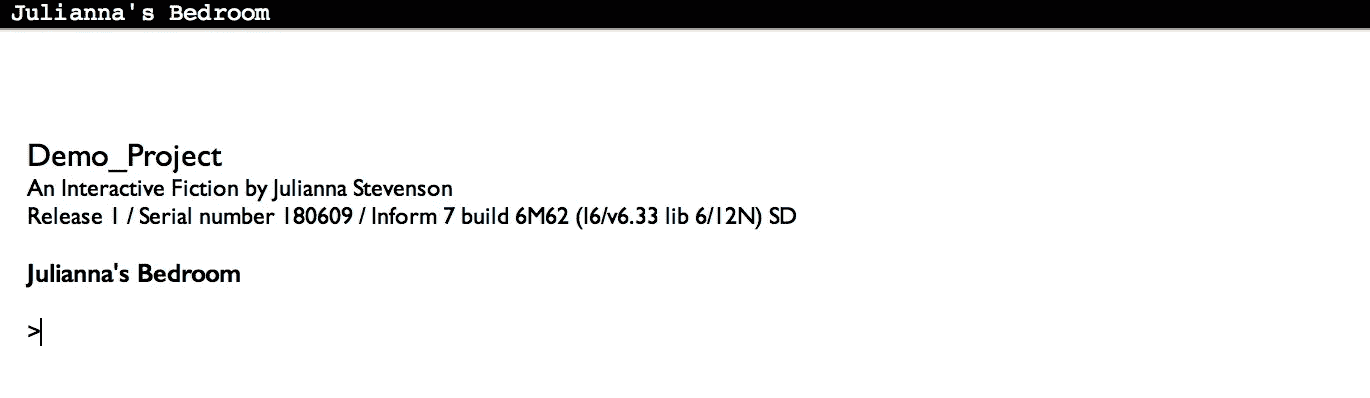 Julianna's Bedroom
Demo_Project
An Interactive Fiction by Julianna Stevenson
Release 1 / Serial number 180609 / Inform 7 build 6M62 (I6/v6.33 lib 6/12N) SD
Julianna's Bedroom
>